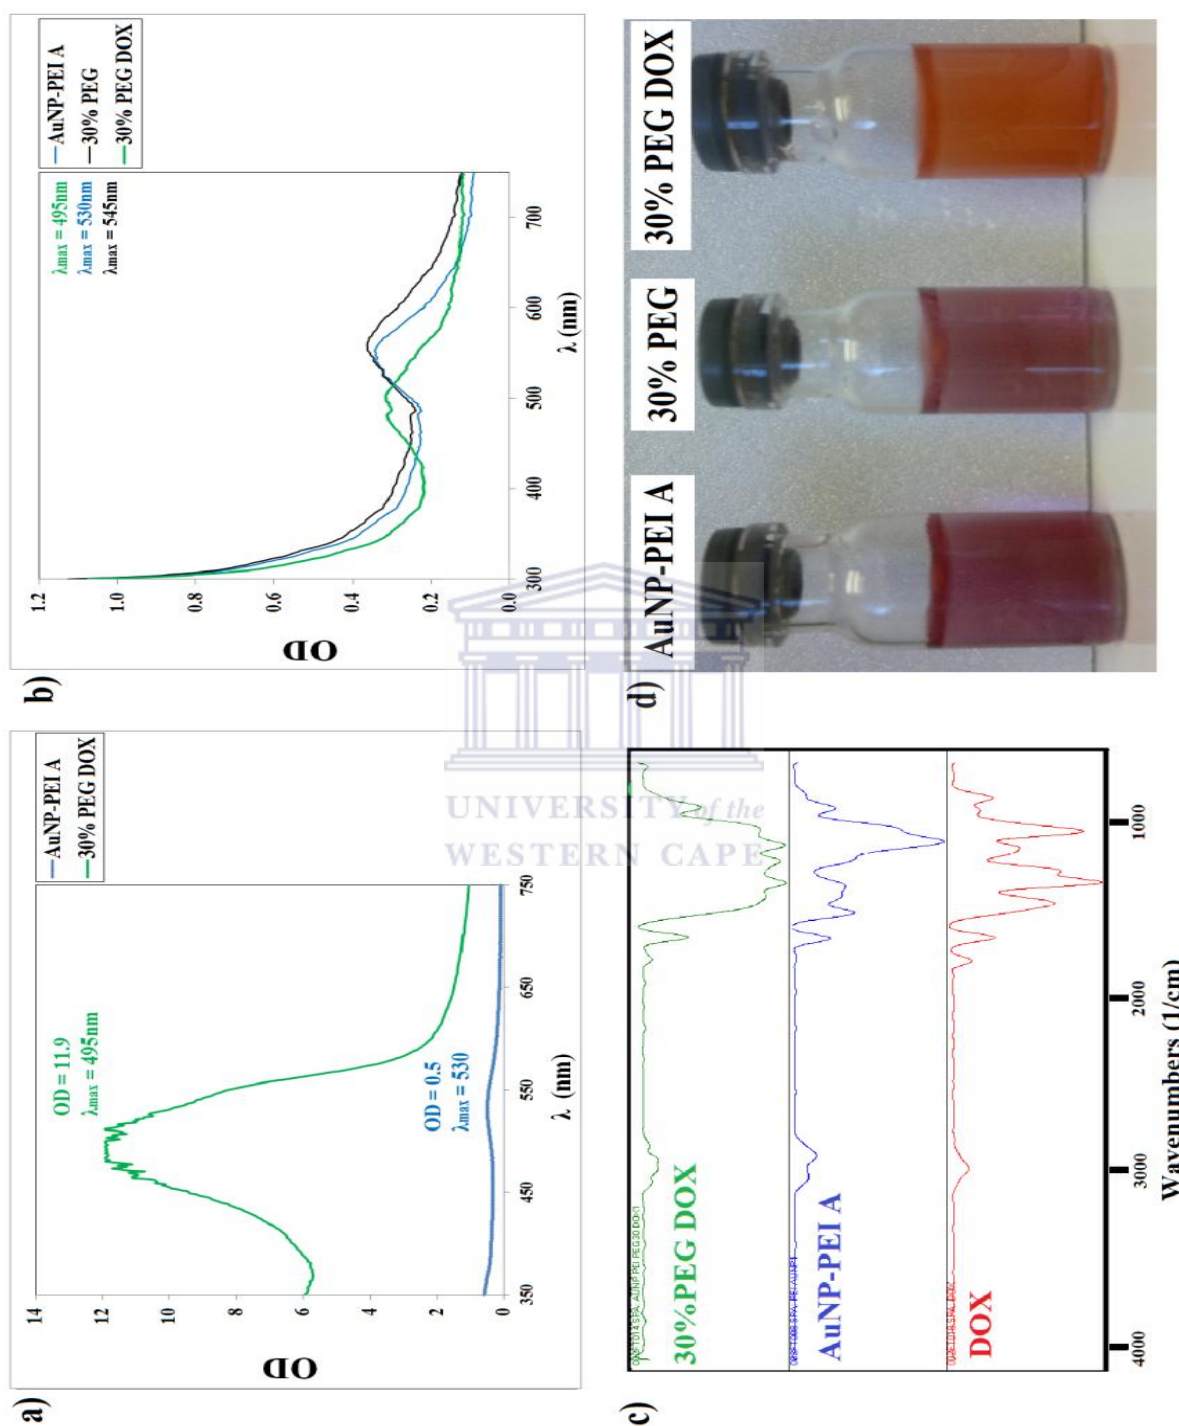 a)
AuNP-PEI A
30% PEG DOX
OD = 11.9
λmax = 495nm
OD = 0.5
λmax = 530
OD
14
12
10
8
6
4
2
0
350
450
550
650
750
λ (nm)
b)
AuNP-PEI A
30% PEG
30% PEG DOX
λmax = 495nm
λmax = 530nm
λmax = 545nm
OD
1.2
1.0
0.8
0.6
0.4
0.2
0.0
300
400
500
600
700
λ (nm)
c)
30%PEG DOX
AuNP-PEI A
DOX
4000
3000
2000
1000
Wavenumbers (1/cm)
d)
AuNP-PEI A
30% PEG
30% PEG DOX
UNIVERSITY of the
WESTERN CAPE